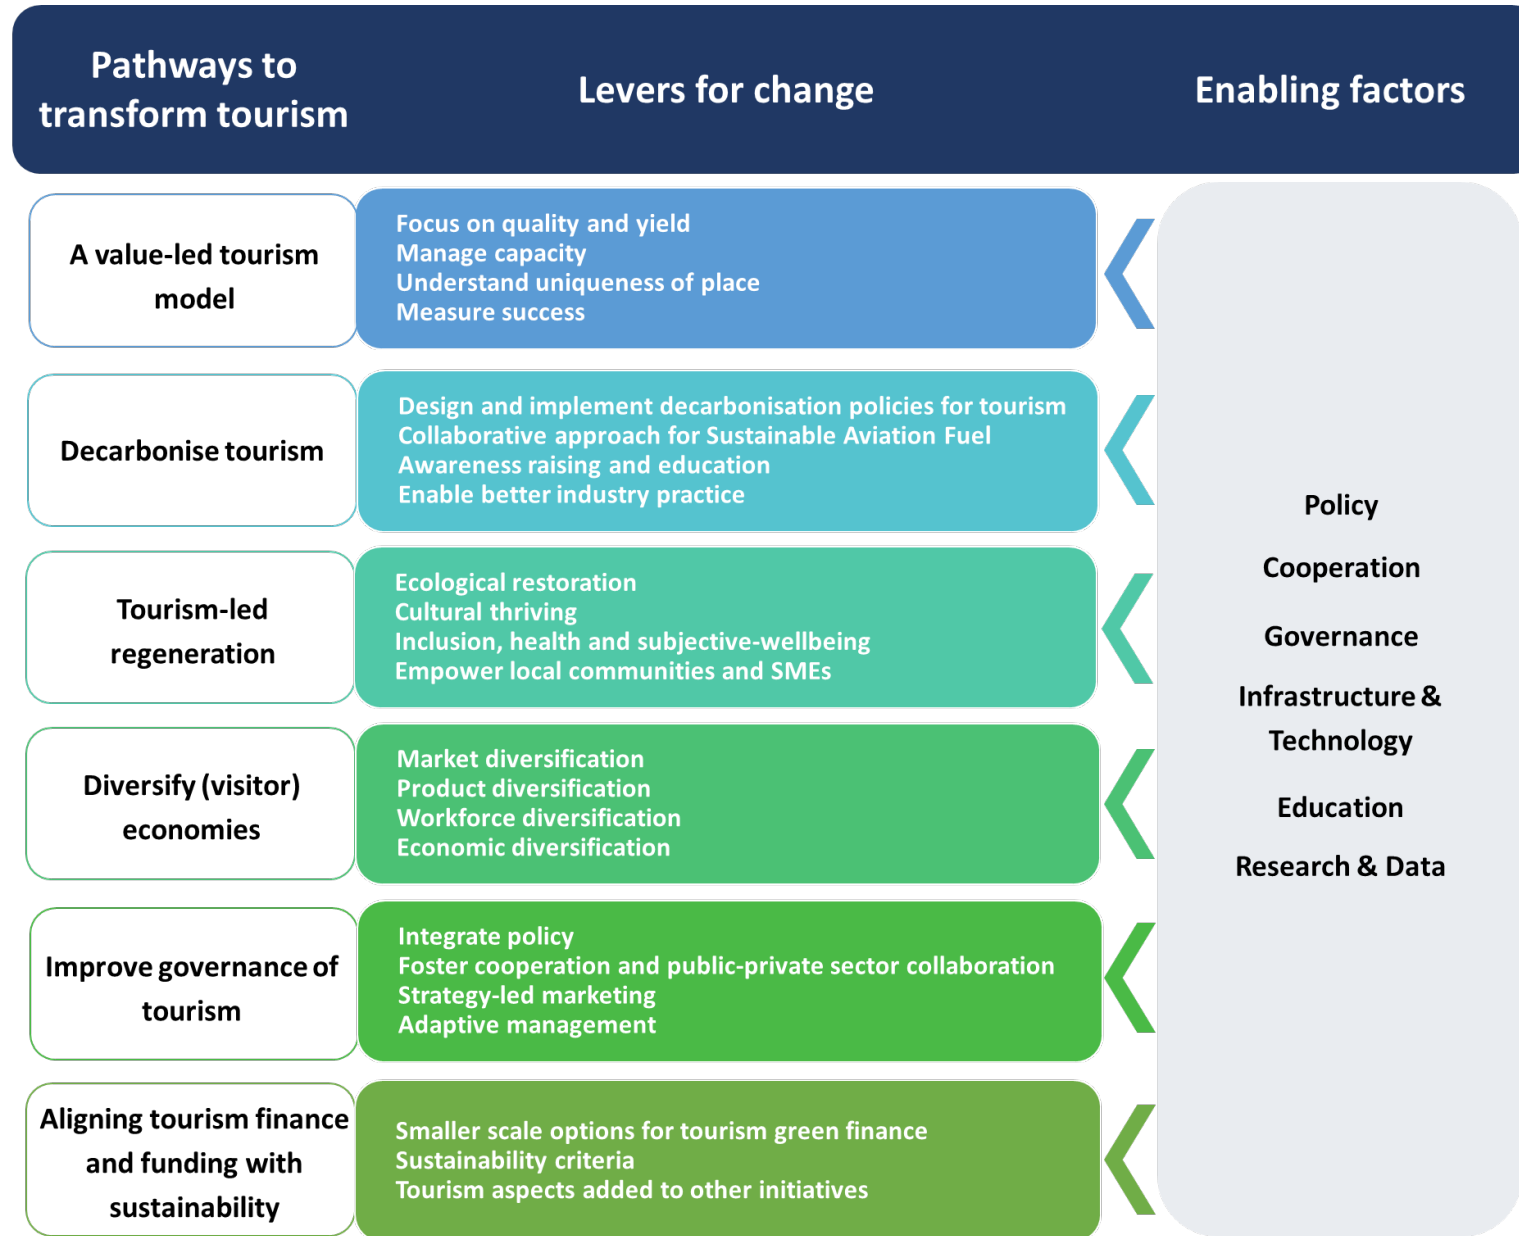 Pathways to
transform tourism
Levers for change
Enabling factors
A value-led tourism
model
Focus on quality and yield
Manage capacity
Understand uniqueness of place
Measure success
Decarbonise tourism
Design and implement decarbonisation policies for tourism
Collaborative approach for Sustainable Aviation Fuel
Awareness raising and education
Enable better industry practice
Tourism-led
regeneration
Ecological restoration
Cultural thriving
Inclusion, health and subjective-wellbeing
Empower local communities and SMEs
Diversify (visitor)
economies
Market diversification
Product diversification
Workforce diversification
Economic diversification
Improve governance of
tourism
Integrate policy
Foster cooperation and public-private sector collaboration
Strategy-led marketing
Adaptive management
Aligning tourism finance
and funding with
sustainability
Smaller scale options for tourism green finance
Sustainability criteria
Tourism aspects added to other initiatives
Policy
Cooperation
Governance
Infrastructure &
Technology
Education
Research & Data